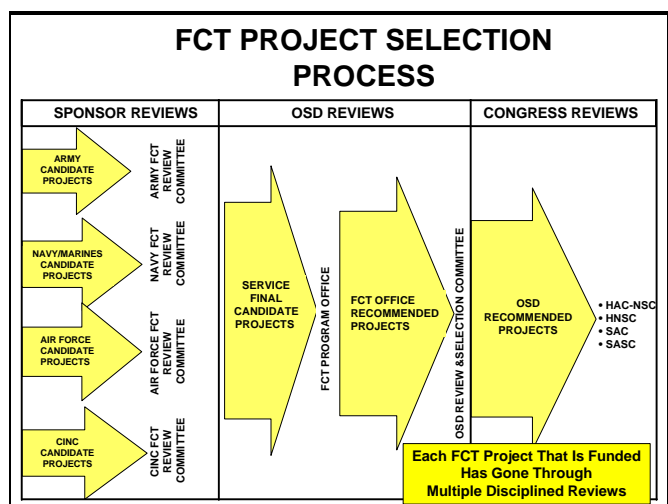 FCT PROJECT SELECTION
PROCESS
SPONSOR REVIEWS
OSD REVIEWS
CONGRESS REVIEWS
ARMY
CANDIDATE
PROJECTS
ARMY FCT
REVIEW
COMMITTEE
NAVY/MARINES
CANDIDATE
PROJECTS
NAVY FCT
REVIEW
COMMITTEE
AIR FORCE
CANDIDATE
PROJECTS
AIR FORCE FCT
REVIEW
COMMITTEE
CINC
CANDIDATE
PROJECTS
CINC FCT
REVIEW
COMMITTEE
SERVICE
FINAL
CANDIDATE
PROJECTS
FCT PROGRAM OFFICE
FCT OFFICE
RECOMMENDED
PROJECTS
OSD REVIEW &SELECTION COMMITTEE
OSD
RECOMMENDED
PROJECTS
• HAC-NSC
• HNSC
• SAC
• SASC
Each FCT Project That Is Funded
Has Gone Through
Multiple Disciplined Reviews